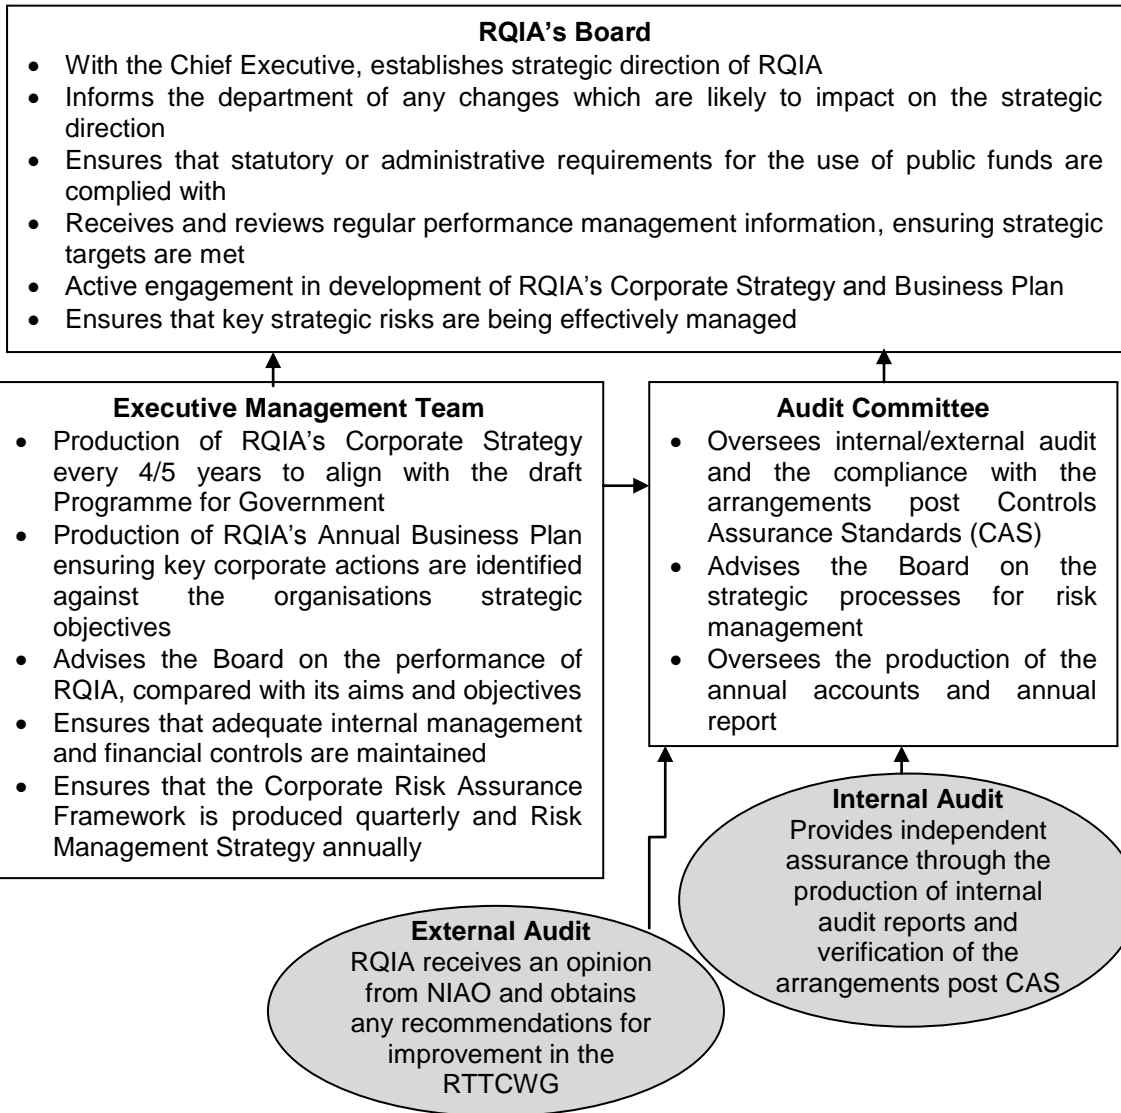 RQIA’s Board
• With the Chief Executive, establishes strategic direction of RQIA
• Informs the department of any changes which are likely to impact on the strategic
direction
• Ensures that statutory or administrative requirements for the use of public funds are
complied with
• Receives and reviews regular performance management information, ensuring strategic
targets are met
• Active engagement in development of RQIA’s Corporate Strategy and Business Plan
• Ensures that key strategic risks are being effectively managed
Executive Management Team
• Production of RQIA’s Corporate Strategy
every 4/5 years to align with the draft
Programme for Government
• Production of RQIA’s Annual Business Plan
ensuring key corporate actions are identified
against the organisations strategic
objectives
• Advises the Board on the performance of
RQIA, compared with its aims and objectives
• Ensures that adequate internal management
and financial controls are maintained
• Ensures that the Corporate Risk Assurance
Framework is produced quarterly and Risk
Management Strategy annually
Audit Committee
• Oversees internal/external audit
and the compliance with the
arrangements post Controls
Assurance Standards (CAS)
• Advises the Board on the
strategic processes for risk
management
• Oversees the production of the
annual accounts and annual
report
Internal Audit
Provides independent
assurance through the
production of internal
audit reports and
verification of the
arrangements post CAS
External Audit
RQIA receives an opinion
from NIAO and obtains
any recommendations for
improvement in the
RTTCWG